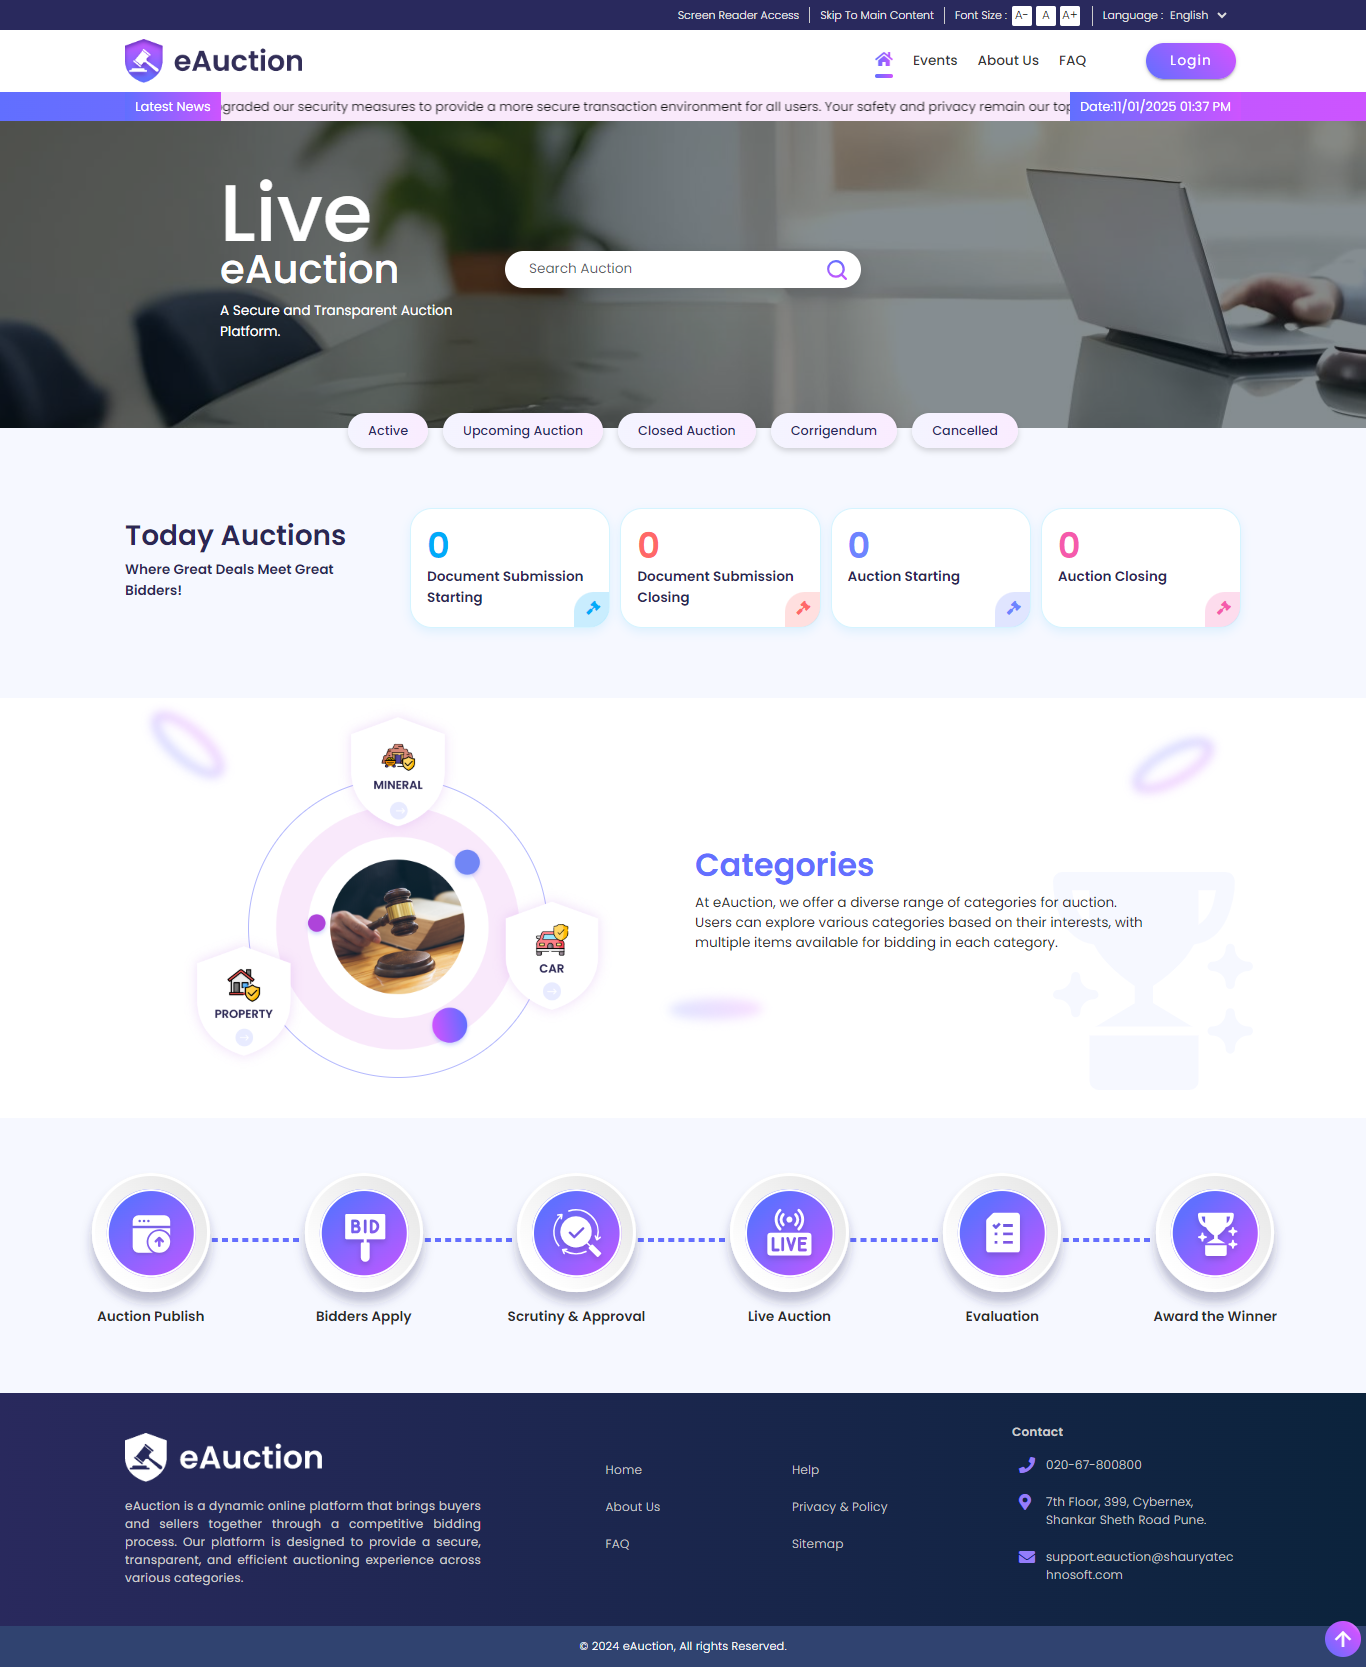 Screen Reader Access
Skip To Main Content
Font Size :
A-
A
A+
Language :
English
eAuction
Events
About Us
FAQ
Login
Latest News
our security measures to provide a more secure transaction environment for all users. Your safety and privacy remain our
Date:11/01/2025 01:37 PM
Live
eAuction
A Secure and Transparent Auction
Platform.
Search Auction
Active
Upcoming Auction
Closed Auction
Corrigendum
Cancelled
Today Auctions
Where Great Deals Meet Great
Bidders!
0
Document Submission
Starting
0
Document Submission
Closing
0
Auction Starting
0
Auction Closing
MINERAL
CAR
PROPERTY
Categories
At eAuction, we offer a diverse range of categories for auction.
Users can explore various categories based on their interests, with
multiple items available for bidding in each category.
BID
LIVE
Auction Publish
Bidders Apply
Scrutiny & Approval
Live Auction
Evaluation
Award the Winner
eAuction
eAuction is a dynamic online platform that brings buyers
and sellers together through a competitive bidding
process. Our platform is designed to provide a secure,
transparent, and efficient auctioning experience across
various categories.
Home
About Us
FAQ
Help
Privacy & Policy
Sitemap
Contact
020-67-800800
7th Floor, 399, Cybernex,
Shankar Sheth Road Pune.
support.eauction@shauryatec
hnosoft.com
© 2024 eAuction, All rights Reserved.